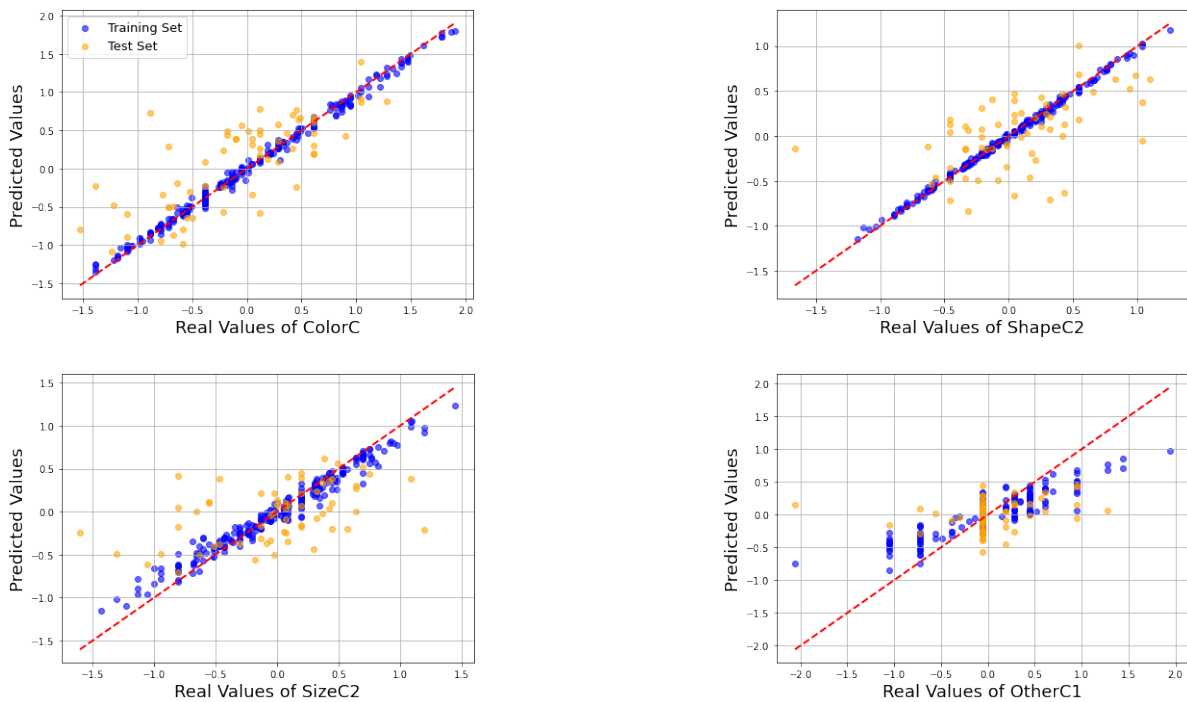 Training Set
Test Set
2.0
1.5
1.0
0.5
0.0
−0.5
−1.0
−1.5
Predicted Values
−1.5 −1.0 −0.5 0.0 0.5 1.0 1.5 2.0
Real Values of ColorC
1.0
0.5
0.0
−0.5
−1.0
−1.5
Predicted Values
−1.5 −1.0 −0.5 0.0 0.5 1.0
Real Values of ShapeC2
1.5
1.0
0.5
0.0
−0.5
−1.0
−1.5
Predicted Values
−1.5 −1.0 −0.5 0.0 0.5 1.0 1.5
Real Values of SizeC2
2.0
1.5
1.0
0.5
0.0
−0.5
−1.0
−1.5
−2.0
Predicted Values
−2.0 −1.5 −1.0 −0.5 0.0 0.5 1.0 1.5 2.0
Real Values of OtherC1